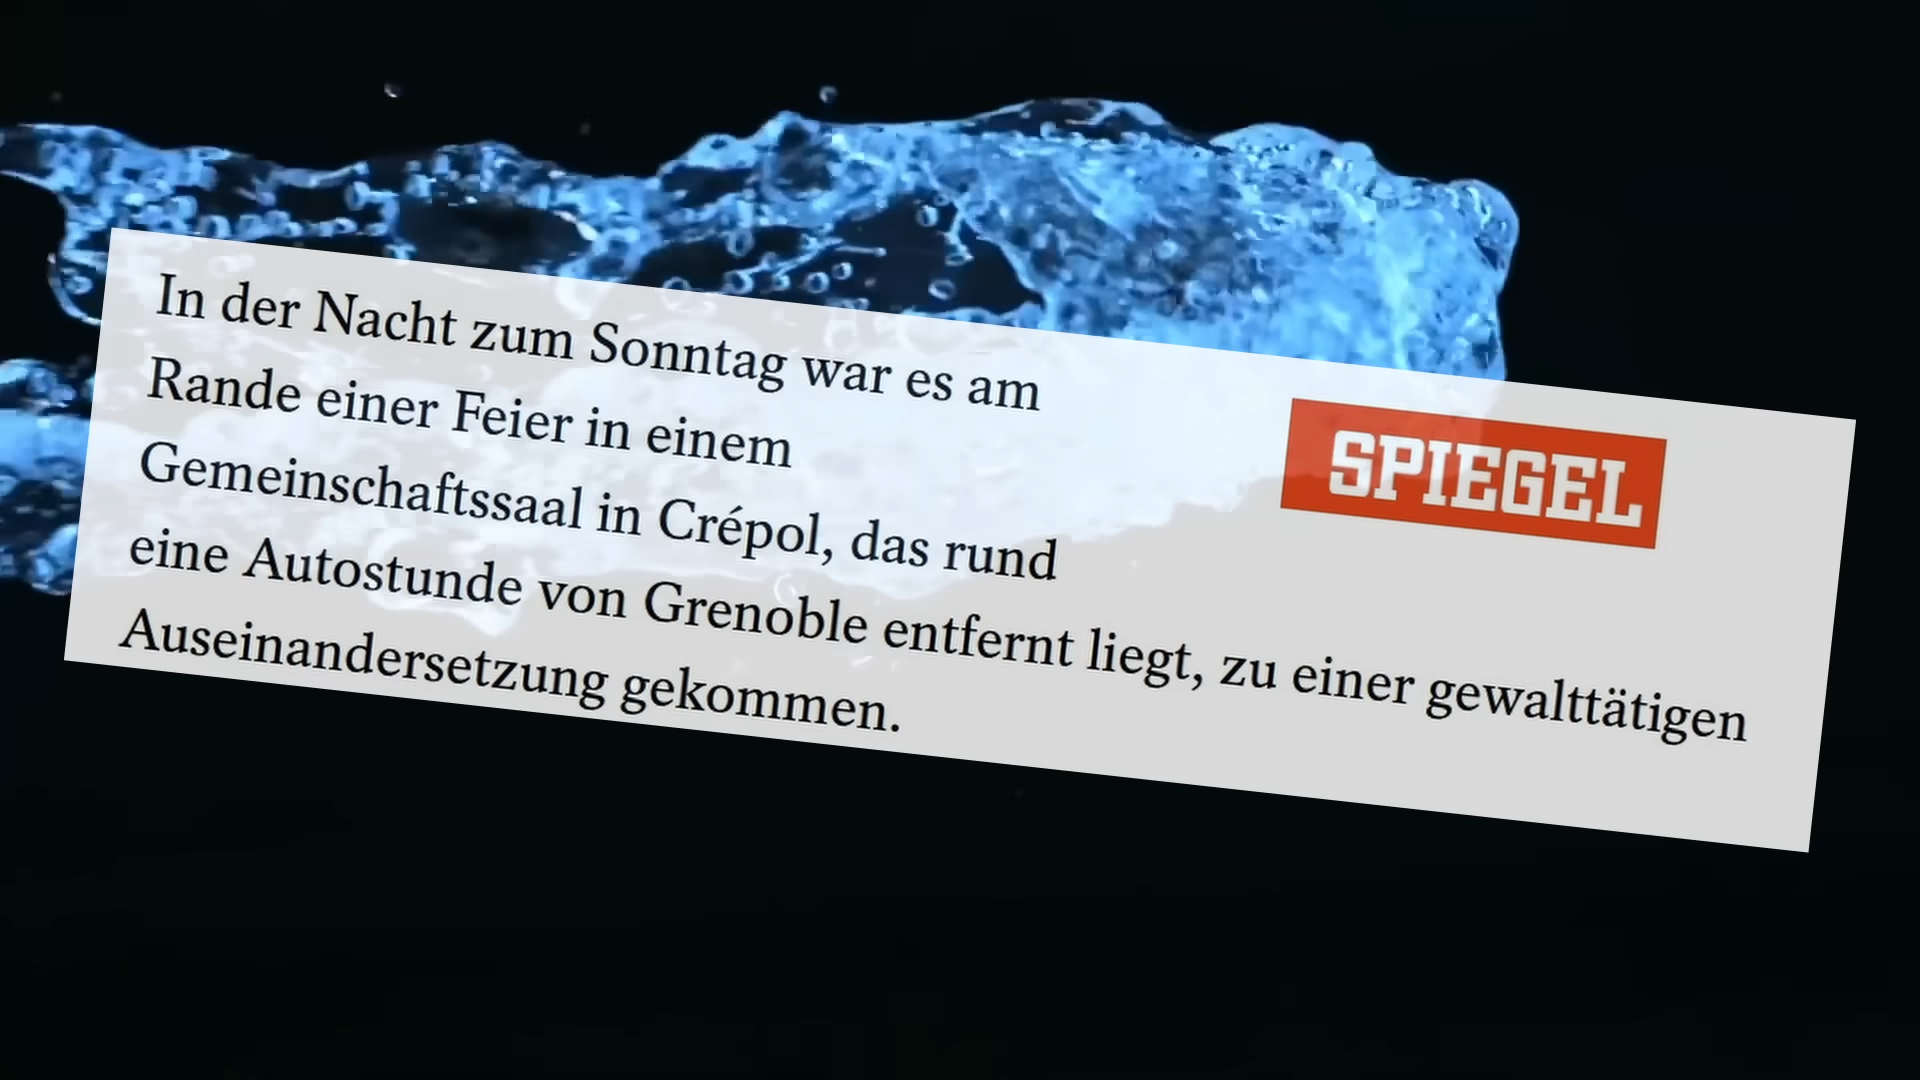 In der Nacht zum Sonntag war es am
Rande einer Feier in einem
Gemeinschaftssaal in Crépol, das rund
eine Autostunde von Grenoble entfernt liegt, zu einer gewalttätigen
Auseinandersetzung gekommen.
SPIEGEL